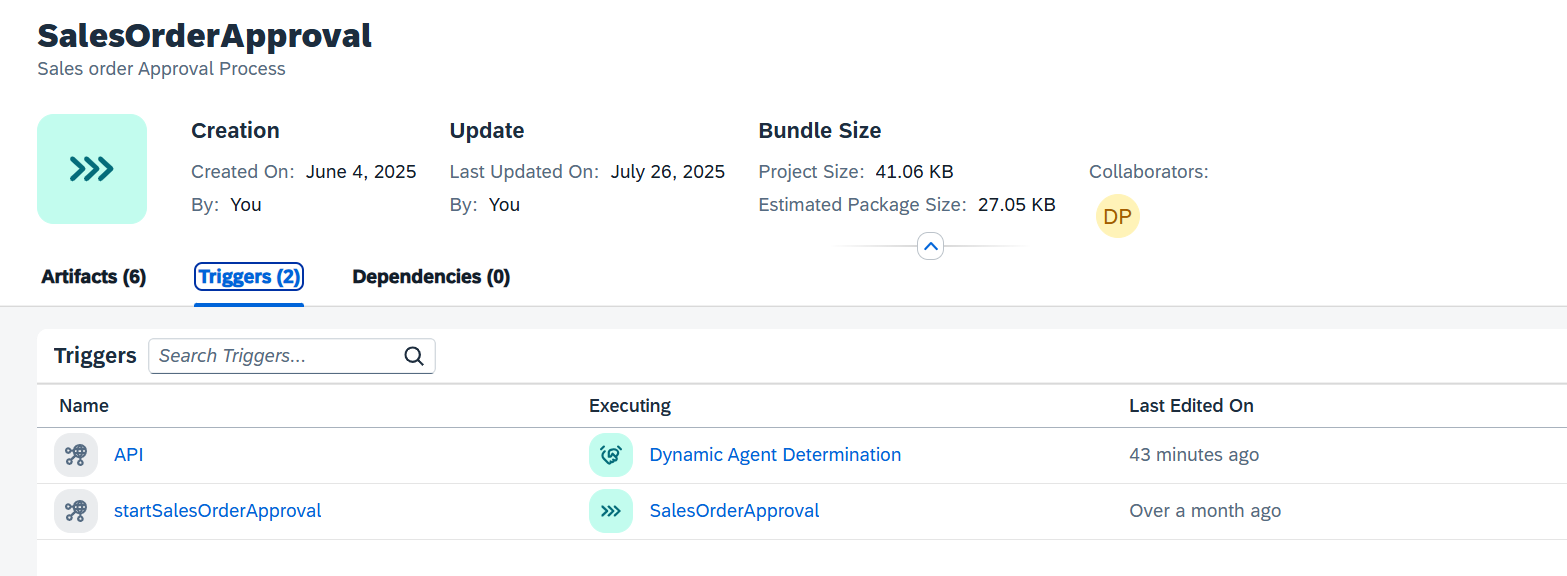 SalesOrderApproval
Sales order Approval Process
Creation
Created On: June 4, 2025
By: You
Update
Last Updated On: July 26, 2025
By: You
Bundle Size
Project Size: 41.06 KB
Estimated Package Size: 27.05 KB
Collaborators:
DP
Artifacts (6) Triggers (2) Dependencies (0)
Triggers Search Triggers...
Name Executing Last Edited On
API Dynamic Agent Determination 43 minutes ago
startSalesOrderApproval SalesOrderApproval Over a month ago